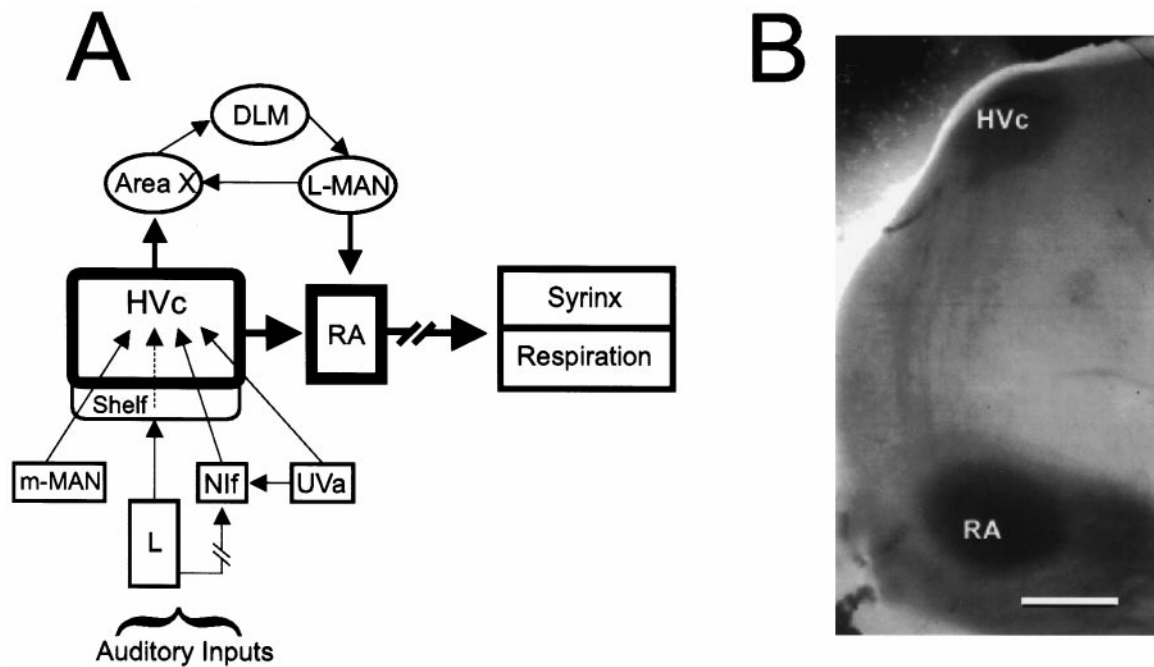 A
DLM
Area X
L-MAN
HVc
RA
Syrinx
Respiration
Shelf
m-MAN
NIf
UVa
L
Auditory Inputs
B
HVc
RA